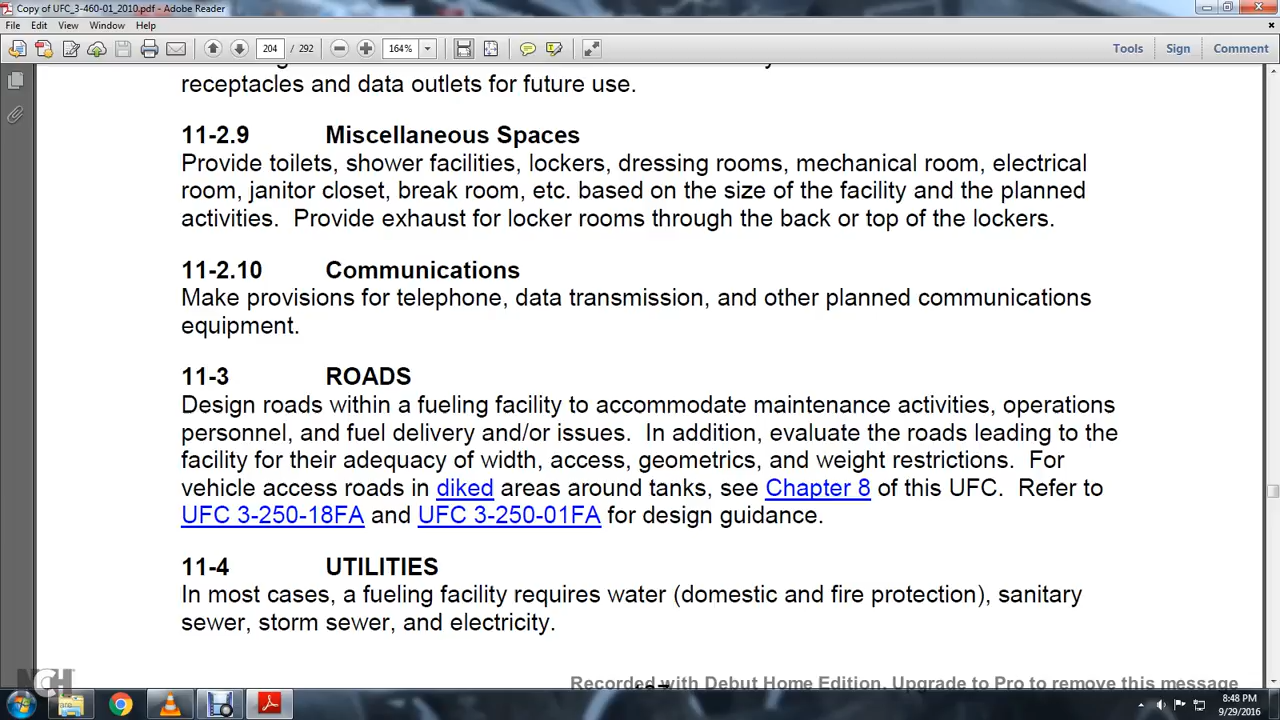 Copy of UFC_3-460-01_2010.pdf - Adobe Reader
File Edit View Window Help
204 / 292 164% Tools Sign Comment
receptacles and data outlets for future use.
11-2.9 Miscellaneous Spaces
Provide toilets, shower facilities, lockers, dressing rooms, mechanical room, electrical
room, janitor closet, break room, etc. based on the size of the facility and the planned
activities. Provide exhaust for locker rooms through the back or top of the lockers.
11-2.10 Communications
Make provisions for telephone, data transmission, and other planned communications
equipment.
11-3 ROADS
Design roads within a fueling facility to accommodate maintenance activities, operations
personnel, and fuel delivery and/or issues. In addition, evaluate the roads leading to the
facility for their adequacy of width, access, geometrics, and weight restrictions. For
vehicle access roads in diked areas around tanks, see Chapter 8 of this UFC. Refer to
UFC 3-250-18FA and UFC 3-250-01FA for design guidance.
11-4 UTILITIES
In most cases, a fueling facility requires water (domestic and fire protection), sanitary
sewer, storm sewer, and electricity.
NCH
Recorded with Debut Home Edition. Upgrade to Pro to remove this message
8:48 PM
9/29/2016